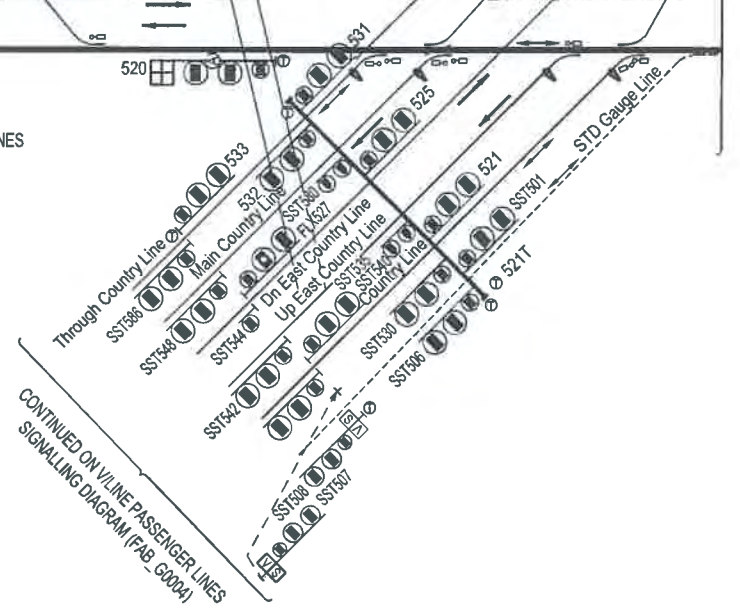 531
520
NES
525
533
532
SST580
FLX527
521
STD Gauge Line
SST501
Through Country Line
Main Country Line
Dn East Country Line
Up East Country Line
SST535
SST540
Country Line
521T
SST586
SST548
SST544
SST530
SST506
SST542
V
S
SST508
SST507
V
S
CONTINUED ON V/LINE PASSENGER LINES
SIGNALLING DIAGRAM (FAB_G0004)